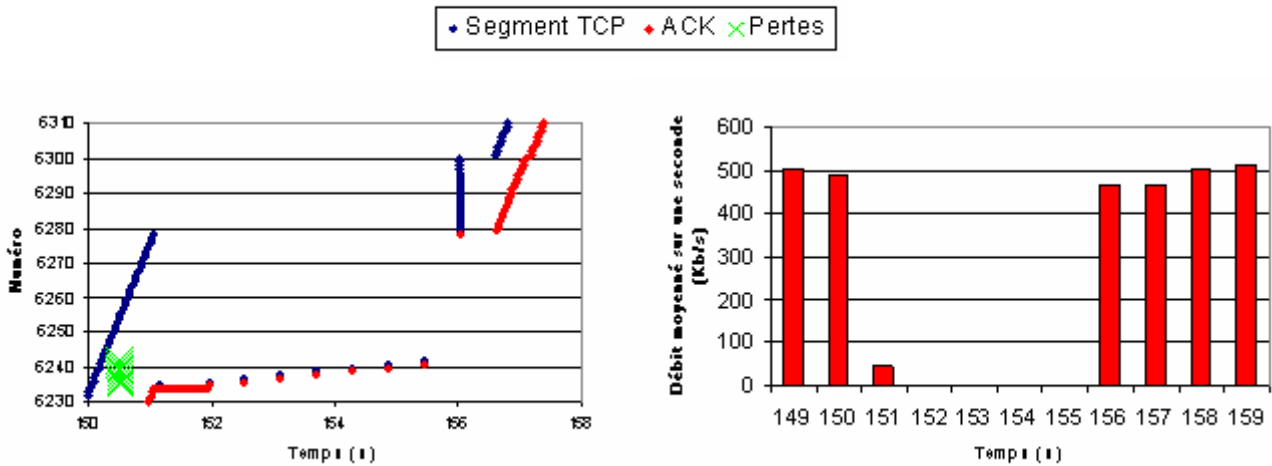 Segment TCP ACK Pertes
6310
6300
6290
6280
6270
6260
6250
6240
6230
150 152 154 156 158
Numéro
Temps (s)
600
500
400
300
200
100
0
149 150 151 152 153 154 155 156 157 158 159
Débit moyenné sur une seconde
(Kb/s)
Temps (s)